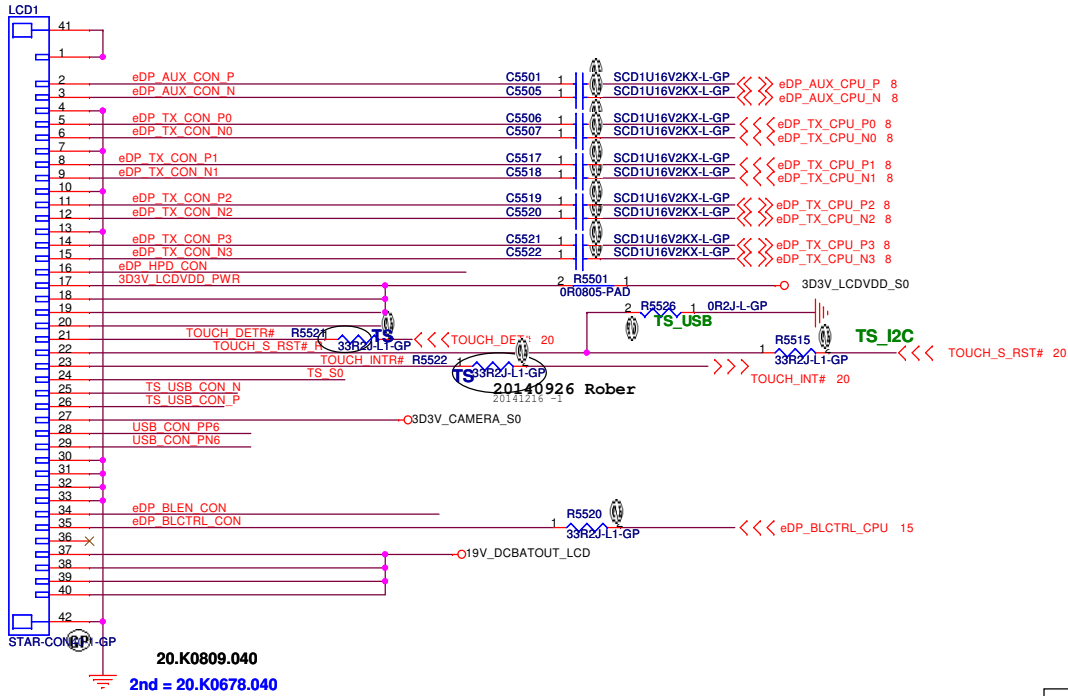 LCD1
41
1
2 eDP_AUX_CON_P C5501 1 SCD1U16V2KX-L-GP eDP_AUX_CPU_P 8
3 eDP_AUX_CON_N C5505 SCD1U16V2KX-L-GP eDP_AUX_CPU_N 8
4
5 eDP_TX_CON_P0 C5506 1 SCD1U16V2KX-L-GP eDP_TX_CPU_P0 8
6 eDP_TX_CON_N0 C5507 SCD1U16V2KX-L-GP eDP_TX_CPU_N0 8
7
8 eDP_TX_CON_P1 C5517 1 SCD1U16V2KX-L-GP eDP_TX_CPU_P1 8
9 eDP_TX_CON_N1 C5518 1 SCD1U16V2KX-L-GP eDP_TX_CPU_N1 8
10
11 eDP_TX_CON_P2 C5519 1 SCD1U16V2KX-L-GP eDP_TX_CPU_P2 8
12 eDP_TX_CON_N2 C5520 1 SCD1U16V2KX-L-GP eDP_TX_CPU_N2 8
13
14 eDP_TX_CON_P3 C5521 1 SCD1U16V2KX-L-GP eDP_TX_CPU_P3 8
15 eDP_TX_CON_N3 C5522 1 SCD1U16V2KX-L-GP eDP_TX_CPU_N3 8
16 eDP_HPD_CON
17 3D3V_LCDVDD_PWR 2 R5501 1 3D3V_LCDVDD_S0
0R0805-PAD
18
19 2 R5526 1 0R2J-L-GP
TS_USB
20
21 TOUCH_DETR# R5521 TS TOUCH_DET# 20
33R2J-L1-GP
22 TOUCH_S_RST#_R 1 R5515 TS_I2C TOUCH_S_RST# 20
33R2J-L1-GP
23 TOUCH_INTR# R5522 1 TOUCH_INT# 20
TS 33R2J-L1-GP
24 TS_S0
20140926 Rober
20141216 -1
25 TS_USB_CON_N
26 TS_USB_CON_P
27 3D3V_CAMERA_S0
28 USB_CON_PP6
29 USB_CON_PN6
30
31
32
33
34 eDP_BLEN_CON
35 eDP_BLCTRL_CON 1 R5520 eDP_BLCTRL_CPU 15
33R2J-L1-GP
36
37 19V_DCBATOUT_LCD
38
39
40
42
20.K0809.040
2nd = 20.K0678.040